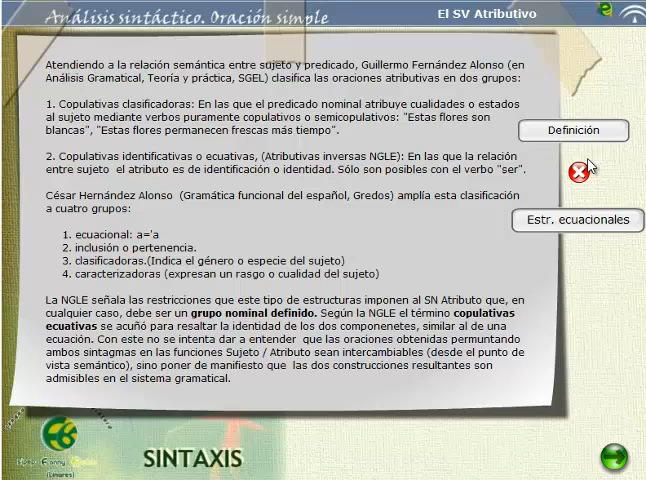 Análisis sintáctico. Oración simple
El SV Atributivo
Atendiendo a la relación semántica entre sujeto y predicado, Guillermo Fernández Alonso (en
Análisis Gramatical, Teoría y práctica, SGEL) clasifica las oraciones atributivas en dos grupos:
1. Copulativas clasificadoras: En las que el predicado nominal atribuye cualidades o estados
al sujeto mediante verbos puramente copulativos o semicopulativos: "Estas flores son
blancas", "Estas flores permanecen frescas más tiempo".
2. Copulativas identificativas o ecuativas, (Atributivas inversas NGLE): En las que la relación
entre sujeto el atributo es de identificación o identidad. Sólo son posibles con el verbo "ser".
César Hernández Alonso (Gramática funcional del español, Gredos) amplía esta clasificación
a cuatro grupos:
1. ecuacional: a='a
2. inclusión o pertenencia.
3. clasificadoras.(Indica el género o especie del sujeto)
4. caracterizadoras (expresan un rasgo o cualidad del sujeto)
La NGLE señala las restricciones que este tipo de estructuras imponen al SN Atributo que, en
cualquier caso, debe ser un grupo nominal definido. Según la NGLE el término copulativas
ecuativas se acuñó para resaltar la identidad de los dos componenetes, similar al de una
ecuación. Con este no se intenta dar a entender que las oraciones obtenidas permuntando
ambos sintagmas en las funciones Sujeto / Atributo sean intercambiables (desde el punto de
vista semántico), sino poner de manifiesto que las dos construcciones resultantes son
admisibles en el sistema gramatical.
Definición
Estr. ecuacionales
(Linares)
SINTAXIS